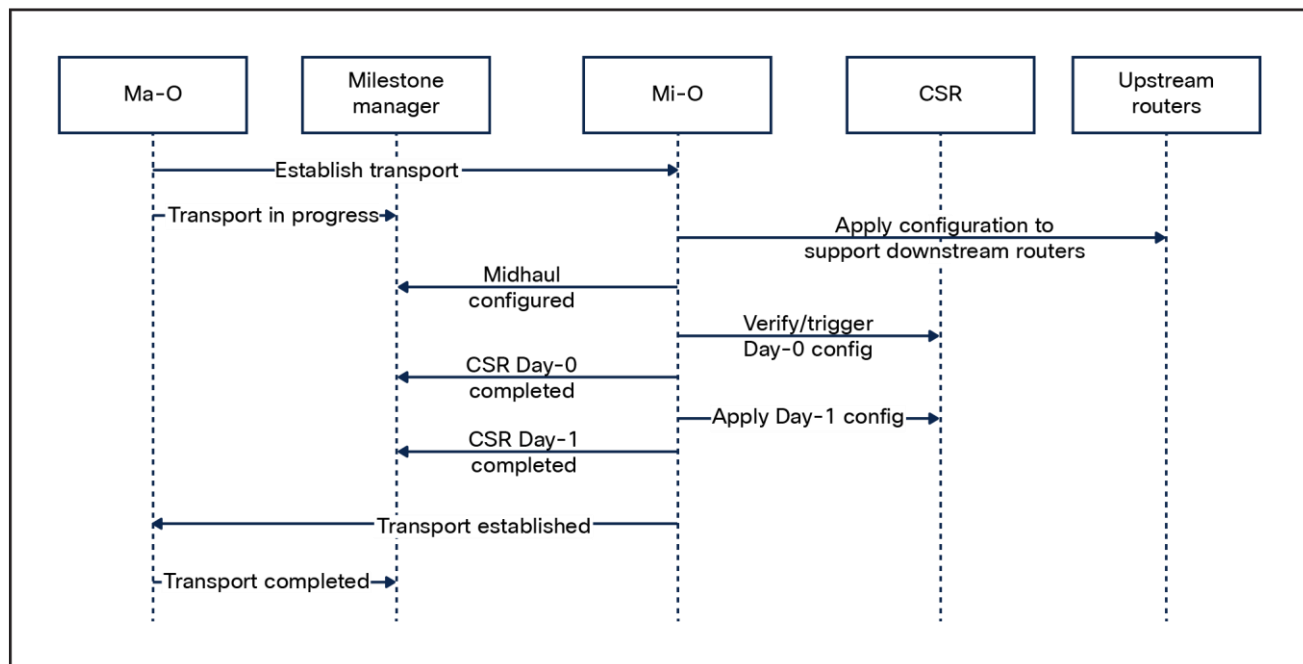 Ma-O
Milestone
manager
Mi-O
CSR
Upstream
routers
Establish transport
Transport in progress
Apply configuration to
support downstream routers
Midhaul
configured
Verify/trigger
Day-0 config
CSR Day-0
completed
Apply Day-1 config
CSR Day-1
completed
Transport established
Transport completed